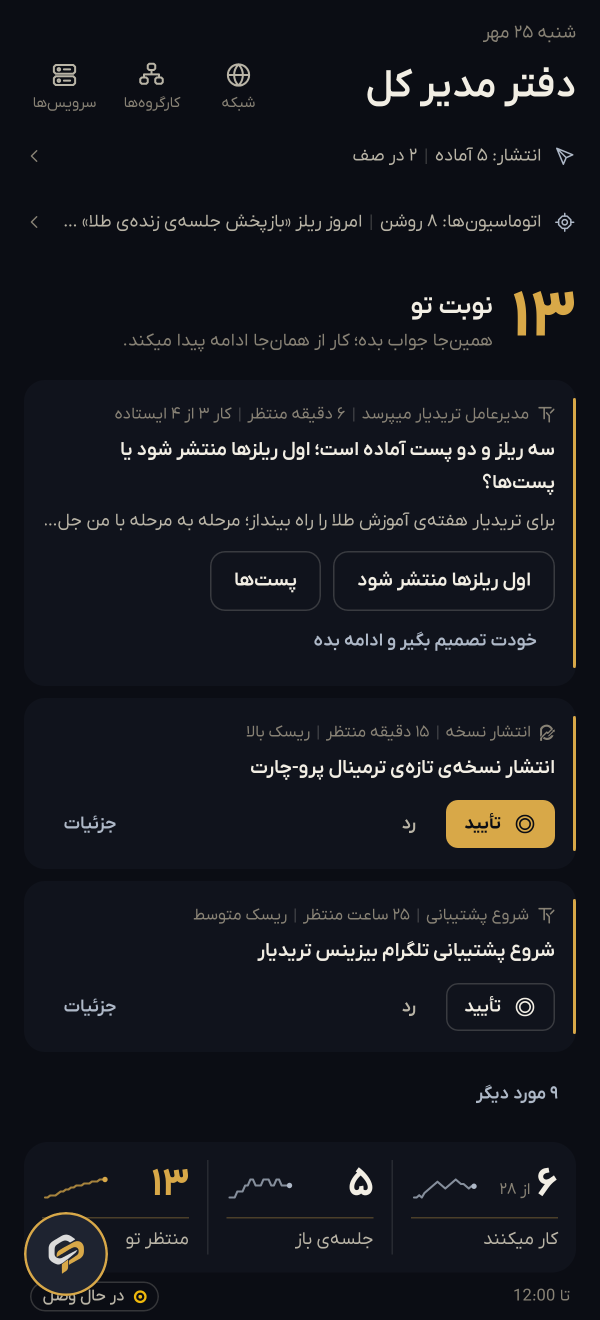 شنبه ۲۵ مهر
دفتر مدیر کل
شبکه
کارگروه‌ها
سرویس‌ها
انتشار: ۵ آماده | ۲ در صف
اتوماسیون‌ها: ۸ روشن | امروز ریلز «بازپخش جلسه‌ی زنده‌ی طلا» ...
۱۳
نوبت تو
همین‌جا جواب بده؛ کار از همان‌جا ادامه پیدا میکند.
مدیرعامل تریدیار میپرسد | ۶ دقیقه منتظر | کار ۳ از ۴ ایستاده
سه ریلز و دو پست آماده است؛ اول ریلزها منتشر شود یا
پست‌ها؟
برای تریدیار هفته‌ی آموزش طلا را راه بینداز؛ مرحله به مرحله با من جل...
اول ریلزها منتشر شود
پست‌ها
خودت تصمیم بگیر و ادامه بده
انتشار نسخه | ۱۵ دقیقه منتظر | ریسک بالا
انتشار نسخه‌ی تازه‌ی ترمینال پرو-چارت
تأیید
رد
جزئیات
شروع پشتیبانی | ۲۵ ساعت منتظر | ریسک متوسط
شروع پشتیبانی تلگرام بیزینس تریدیار
تأیید
رد
جزئیات
۹ مورد دیگر
۶ از ۲۸
کار میکنند
۵
جلسه‌ی باز
۱۳
منتظر تو
تا 12:00
در حال وصل